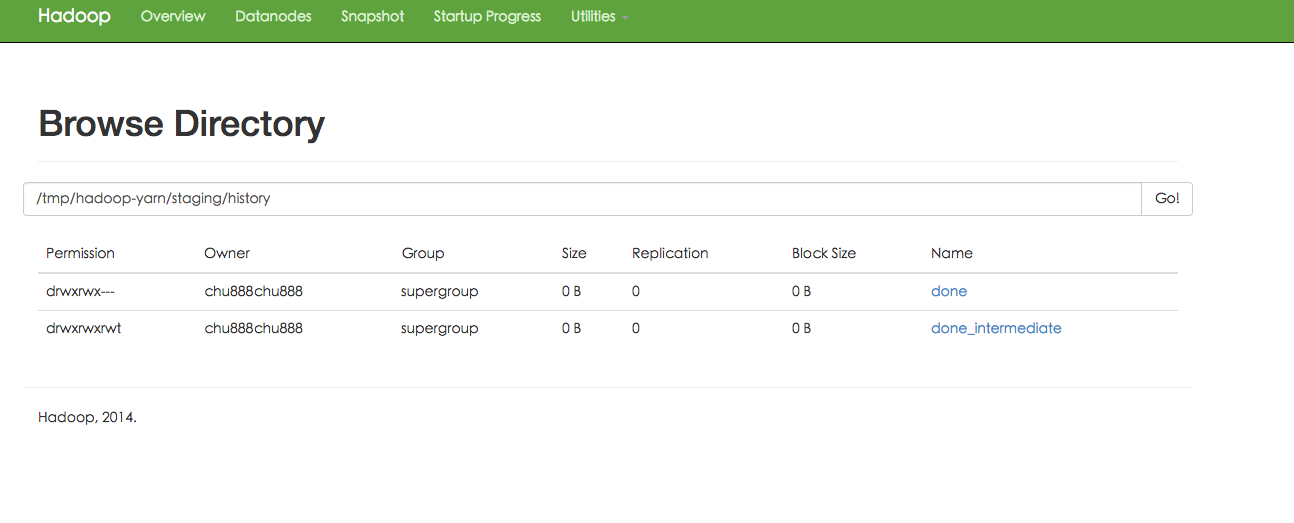 Hadoop Overview Datanodes Snapshot Startup Progress Utilities
Browse Directory
/tmp/hadoop-yarn/staging/history Go!
Permission Owner Group Size Replication Block Size Name
drwxrwx--- chu888chu888 supergroup 0 B 0 0 B done
drwxrwxrwt chu888chu888 supergroup 0 B 0 0 B done_intermediate
Hadoop, 2014.